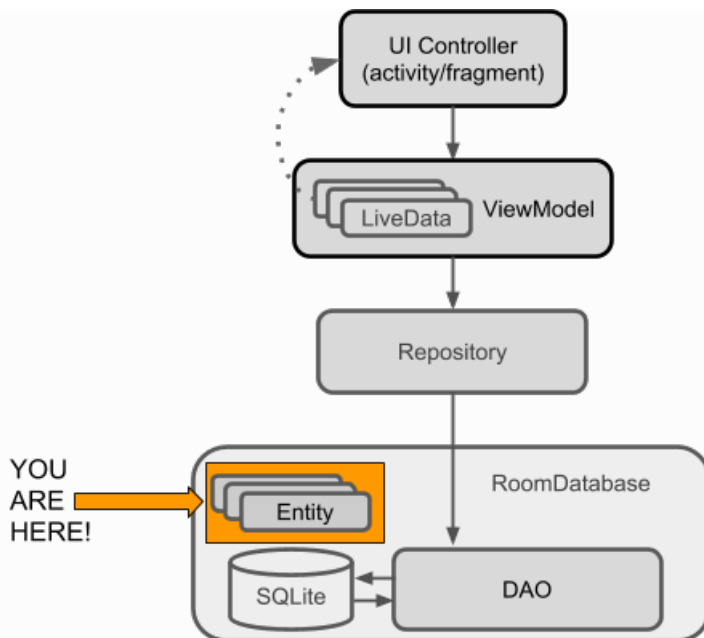 UI Controller
(activity/fragment)
LiveData
ViewModel
Repository
YOU
ARE
HERE!
RoomDatabase
Entity
SQLite
DAO